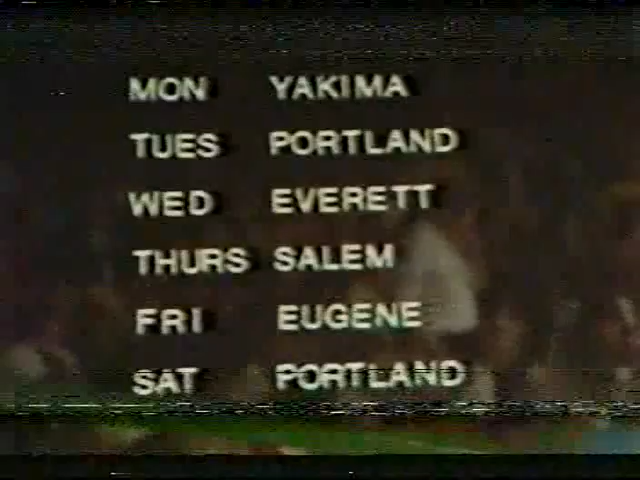 MON YAKIMA
TUES PORTLAND
WED EVERETT
THURS SALEM
FRI EUGENE
SAT PORTLAND